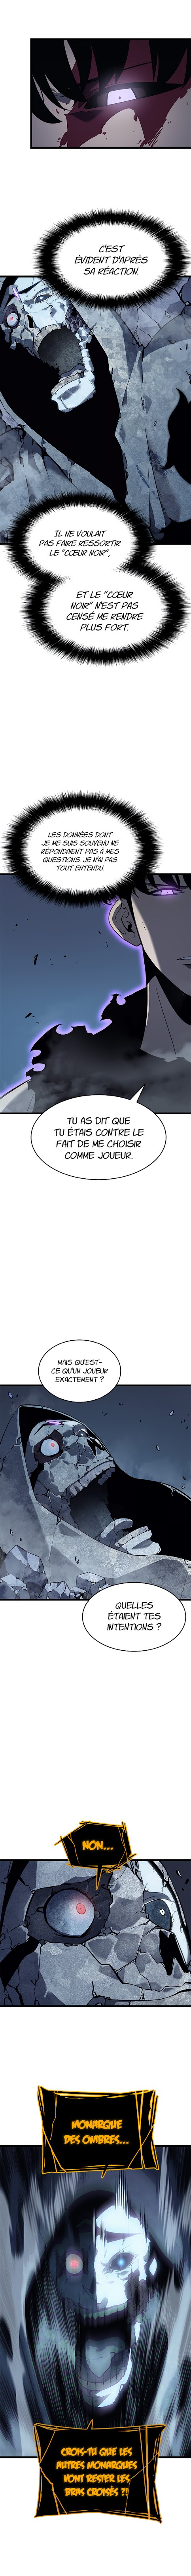 C'EST
ÉVIDENT D'APRÈS
SA RÉACTION.
IL NE VOULAIT
PAS FAIRE RESSORTIR
LE "CŒUR NOIR",
ET LE "CŒUR
NOIR" N'EST PAS
CENSÉ ME RENDRE
PLUS FORT.
LES DONNÉES DONT
JE ME SUIS SOUVENU NE
RÉPONDAIENT PAS À MES
QUESTIONS. JE N'AI PAS
TOUT ENTENDU.
TU AS DIT QUE
TU ÉTAIS CONTRE LE
FAIT DE ME CHOISIR
COMME JOUEUR.
MAIS QU'EST-
CE QU'UN JOUEUR
EXACTEMENT ?
QUELLES
ÉTAIENT TES
INTENTIONS ?
NON...
MONARQUE
DES OMBRES...
CROIS-TU QUE LES
AUTRES MONARQUES
VONT RESTER LES
BRAS CROISÉS ?!